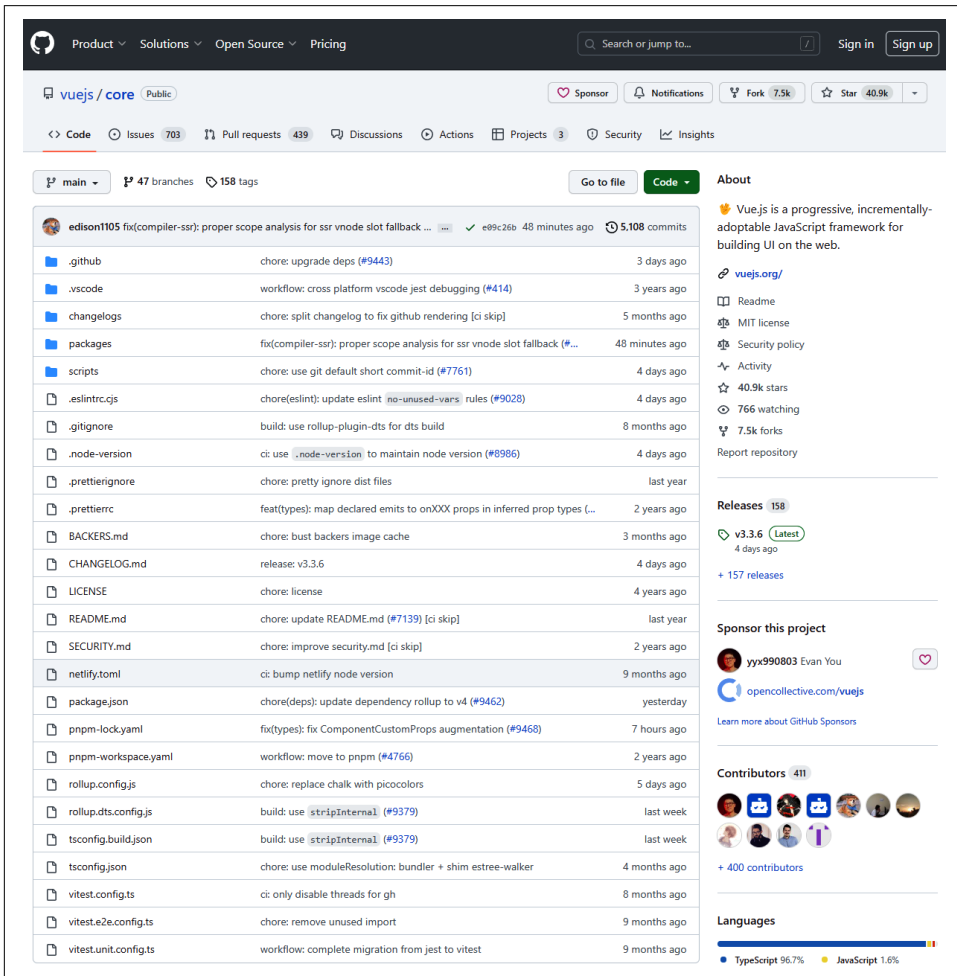 Product Solutions Open Source Pricing Search or jump to... / Sign in Sign up
vuejs / core Public Sponsor Notifications Fork 7.5k Star 40.9k
Code Issues 703 Pull requests 439 Discussions Actions Projects 3 Security Insights
main 47 branches 158 tags Go to file Code
edison1105 fix(compiler-ssr): proper scope analysis for ssr vnode slot fallback ... ... e09c26b 48 minutes ago 5,108 commits
.github chore: upgrade deps (#9443) 3 days ago
.vscode workflow: cross platform vscode jest debugging (#414) 3 years ago
changelogs chore: split changelog to fix github rendering [ci skip] 5 months ago
packages fix(compiler-ssr): proper scope analysis for ssr vnode slot fallback (#... 48 minutes ago
scripts chore: use git default short commit-id (#7761) 4 days ago
.eslintrc.cjs chore(eslint): update eslint no-unused-vars rules (#9028) 4 days ago
.gitignore build: use rollup-plugin-dts for dts build 8 months ago
.node-version ci: use .node-version to maintain node version (#8986) 4 days ago
.prettierignore chore: pretty ignore dist files last year
.prettierrc feat(types): map declared emits to onXXX props in inferred prop types (... 2 years ago
BACKERS.md chore: bust backers image cache 3 months ago
CHANGELOG.md release: v3.3.6 4 days ago
LICENSE chore: license 4 years ago
README.md chore: update README.md (#7139) [ci skip] last year
SECURITY.md chore: improve security.md [ci skip] 2 years ago
netlify.toml ci: bump netlify node version 9 months ago
package.json chore(deps): update dependency rollup to v4 (#9462) yesterday
pnpm-lock.yaml fix(types): fix ComponentCustomProps augmentation (#9468) 7 hours ago
pnpm-workspace.yaml workflow: move to pnpm (#4766) 2 years ago
rollup.config.js chore: replace chalk with picocolors 5 days ago
rollup.dts.config.js build: use stripInternal (#9379) last week
tsconfig.build.json build: use stripInternal (#9379) last week
tsconfig.json chore: use moduleResolution: bundler + shim estree-walker 4 months ago
vitest.config.ts ci: only disable threads for gh 8 months ago
vitest.e2e.config.ts chore: remove unused import 9 months ago
vitest.unit.config.ts workflow: complete migration from jest to vitest 9 months ago
About
🖖 Vue.js is a progressive, incrementally-
adoptable JavaScript framework for
building UI on the web.
vuejs.org/
Readme
MIT license
Security policy
Activity
40.9k stars
766 watching
7.5k forks
Report repository
Releases 158
v3.3.6 Latest
4 days ago
+ 157 releases
Sponsor this project
yyx990803 Evan You
opencollective.com/vuejs
Learn more about GitHub Sponsors
Contributors 411
+ 400 contributors
Languages
TypeScript 96.7% JavaScript 1.6%